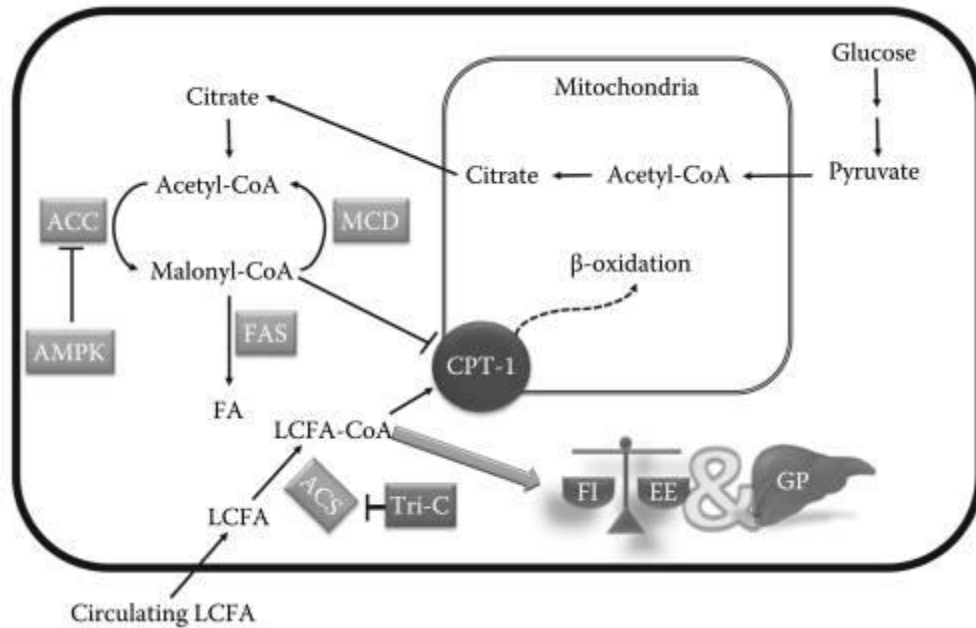 Glucose
Mitochondria
Citrate
Citrate
Acetyl-CoA
Pyruvate
Acetyl-CoA
ACC
MCD
Malonyl-CoA
β-oxidation
FAS
AMPK
CPT-1
FA
LCFA-CoA
ACS
Tri-C
FI
EE
&
GP
LCFA
Circulating LCFA